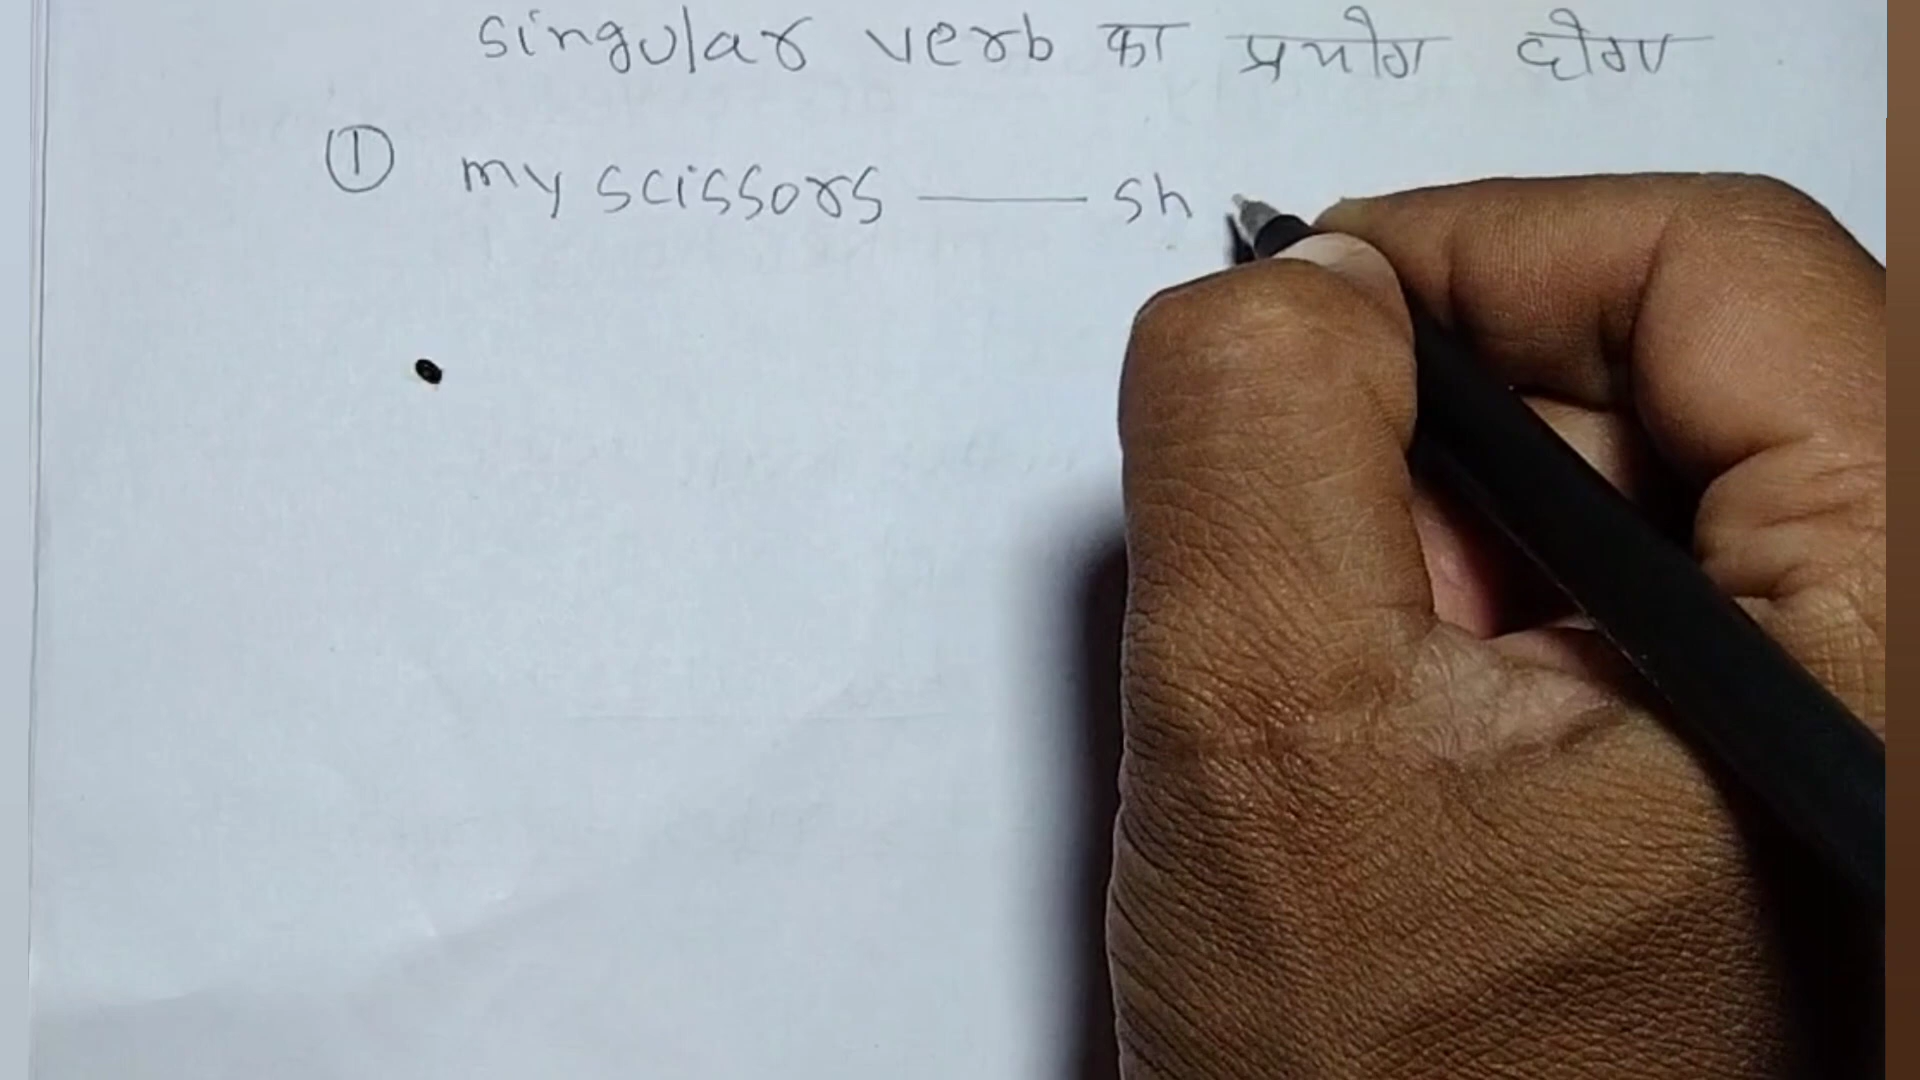 singular verb का प्रयोग होगा
① my scissors —— sh